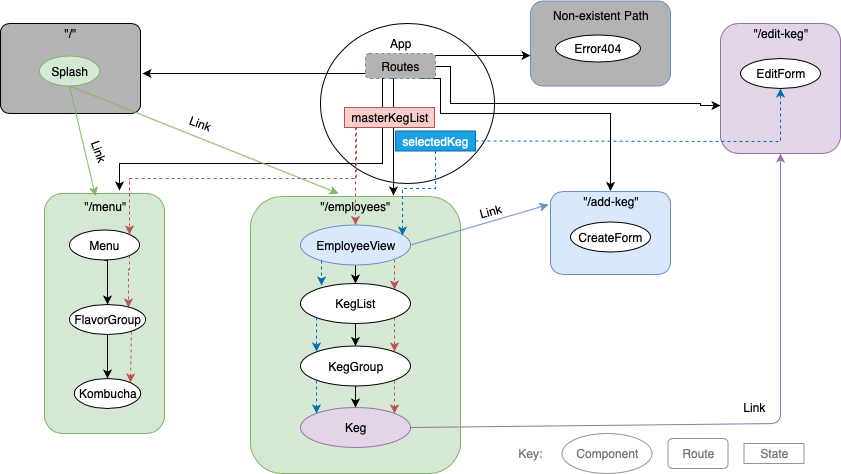 Non-existent Path
Error404
"/"
Splash
App
Routes
"/edit-keg"
EditForm
masterKegList
selectedKeg
Link
Link
"/menu"
Menu
FlavorGroup
Kombucha
"/employees"
EmployeeView
KegList
KegGroup
Keg
Link
"/add-keg"
CreateForm
Link
Key:
Component
Route
State